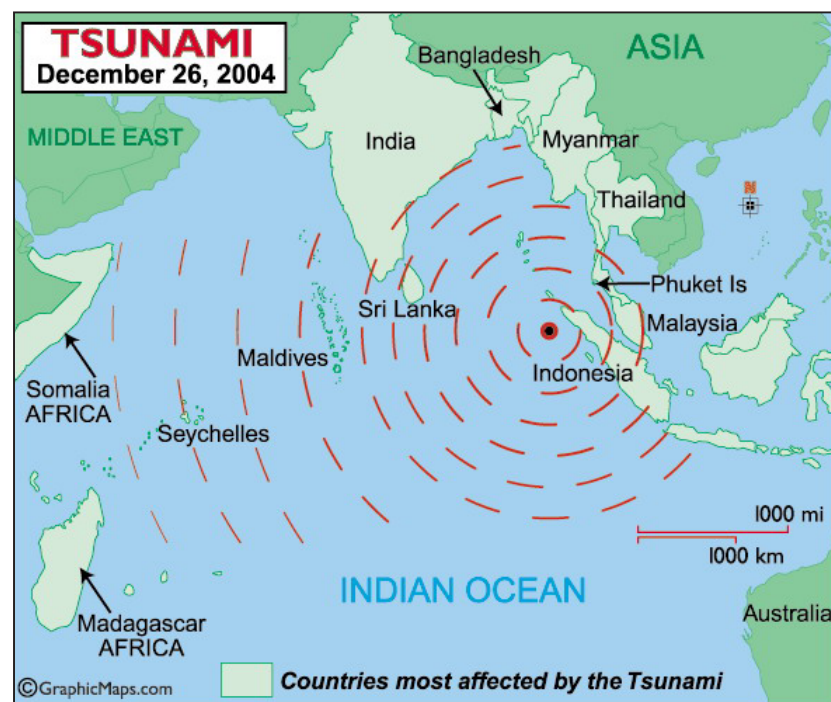 TSUNAMI
December 26, 2004
ASIA
Bangladesh
MIDDLE EAST
India
Myanmar
Thailand
N
Phuket Is
Sri Lanka
Malaysia
Maldives
Indonesia
Somalia
AFRICA
Seychelles
1000 mi
1000 km
INDIAN OCEAN
Australia
Madagascar
AFRICA
Countries most affected by the Tsunami
©GraphicMaps.com